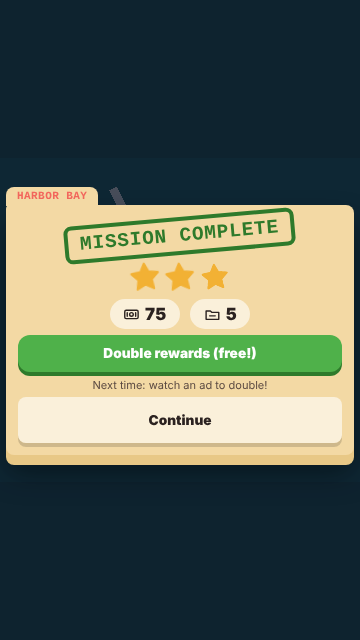 HARBOR BAY
MISSION COMPLETE
75
5
Double rewards (free!)
Next time: watch an ad to double!
Continue